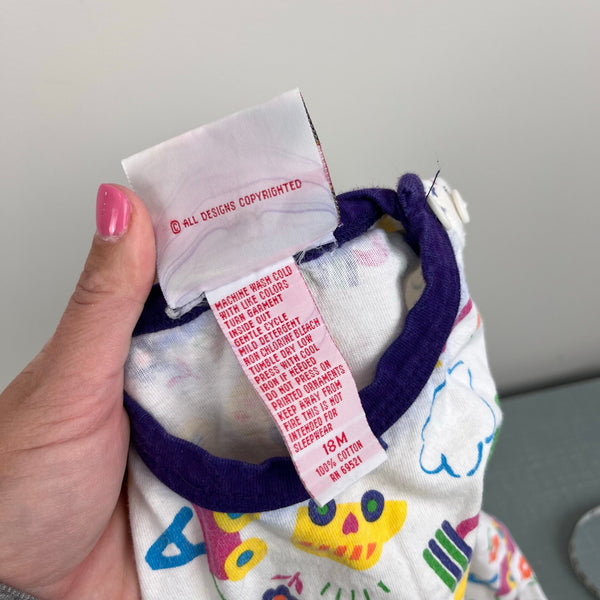 © ALL DESIGNS COPYRIGHTED
MACHINE WASH COLD
WITH LIKE COLORS
TURN GARMENT
INSIDE OUT
GENTLE CYCLE
MILD DETERGENT
NON CHLORINE BLEACH
TUMBLE DRY LOW
PRESS WITH COOL
IRON IF NEEDED
DO NOT PRESS ON
PRINTED ORNAMENTS
KEEP AWAY FROM
FIRE THIS IS NOT
INTENDED FOR
SLEEPWEAR
18M
100% COTTON
RN 69521
A